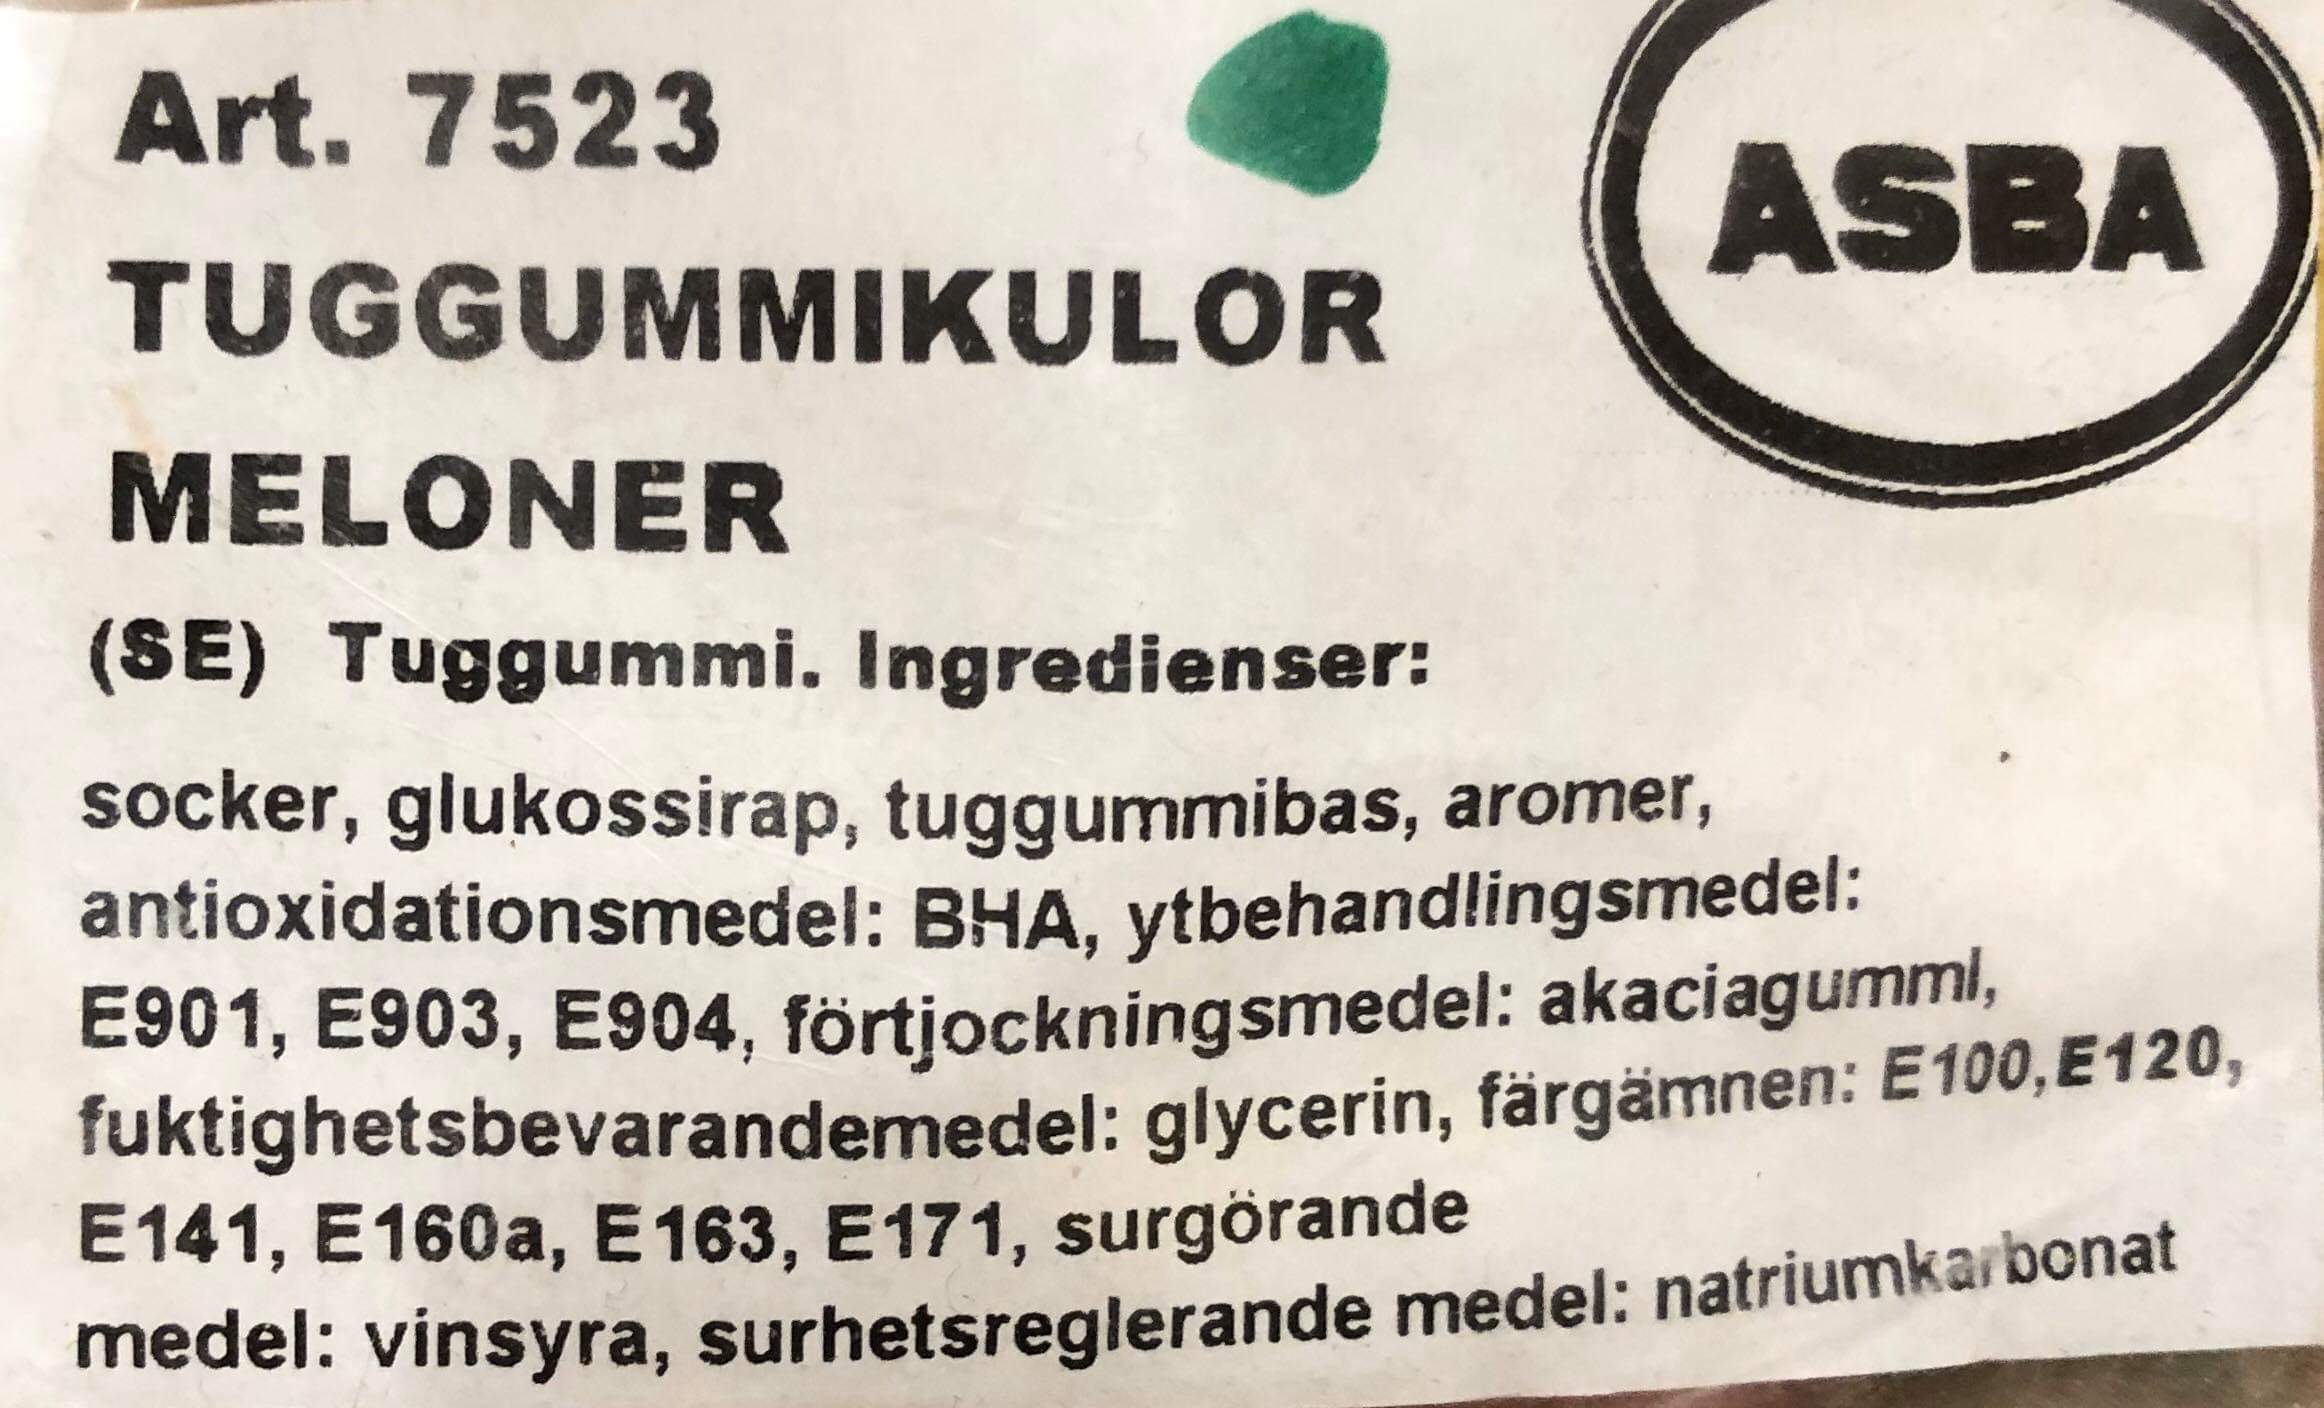 Art. 7523
ASBA
TUGGUMMIKULOR
MELONER
(SE) Tuggummi. Ingredienser:
socker, glukossirap, tuggummibas, aromer,
antioxidationsmedel: BHA, ytbehandlingsmedel:
E901, E903, E904, förtjockningsmedel: akaciagumml,
fuktighetsbevarandemedel: glycerin, färgämnen: E100,E120,
E141, E160a, E163, E171, surgörande
medel: vinsyra, surhetsreglerande medel: natriumkarbonat